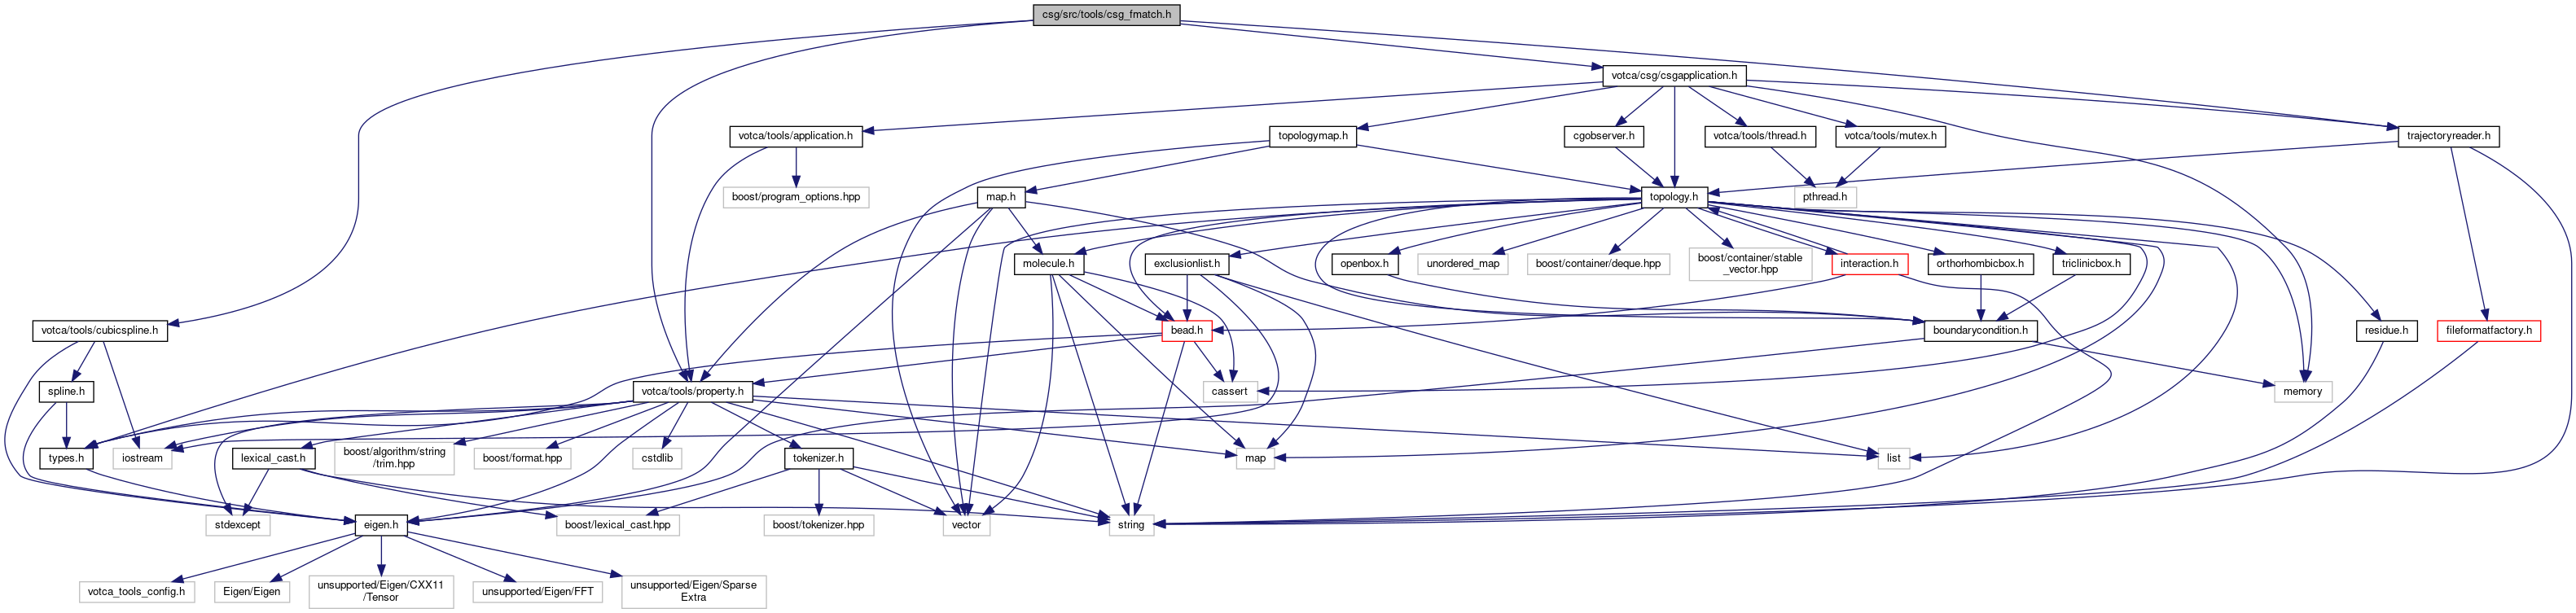 csg/src/tools/csg_fmatch.h
votca/csg/csgapplication.h
votca/tools/application.h
topologymap.h
cgobserver.h
votca/tools/thread.h
votca/tools/mutex.h
trajectoryreader.h
boost/program_options.hpp
map.h
topology.h
pthread.h
molecule.h
exclusionlist.h
openbox.h
unordered_map
boost/container/deque.hpp
boost/container/stable
_vector.hpp
interaction.h
orthorhombicbox.h
triclinicbox.h
votca/tools/cubicspline.h
bead.h
boundarycondition.h
residue.h
fileformatfactory.h
spline.h
votca/tools/property.h
cassert
memory
types.h
iostream
lexical_cast.h
boost/algorithm/string
/trim.hpp
boost/format.hpp
cstdlib
tokenizer.h
map
list
stdexcept
eigen.h
boost/lexical_cast.hpp
boost/tokenizer.hpp
vector
string
votca_tools_config.h
Eigen/Eigen
unsupported/Eigen/CXX11
/Tensor
unsupported/Eigen/FFT
unsupported/Eigen/Sparse
Extra